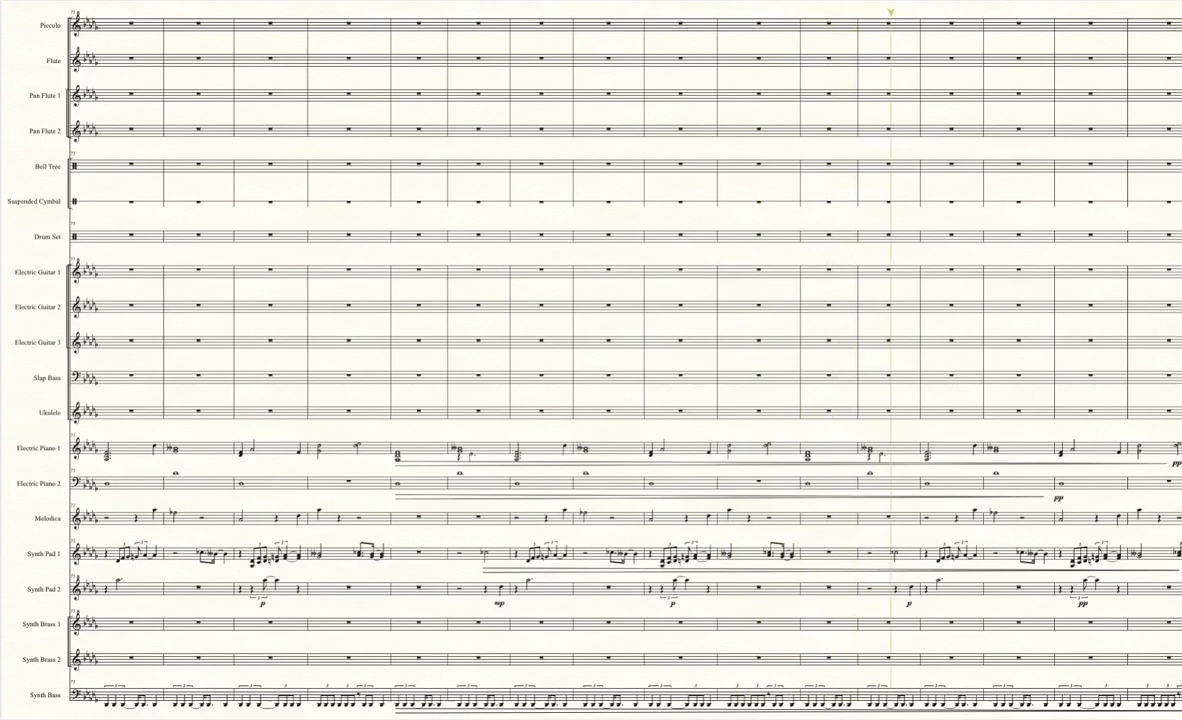 Piccolo
Flute
Pan Flute 1
Pan Flute 2
Bell Tree
Suspended Cymbal
Drum Set
Electric Guitar 1
Electric Guitar 2
Electric Guitar 3
Slap Bass
Ukulele
Electric Piano 1
pp
Electric Piano 2
pp
Melodica
Synth Pad 1
Synth Pad 2
p mp p p pp
Synth Brass 1
Synth Brass 2
Synth Bass